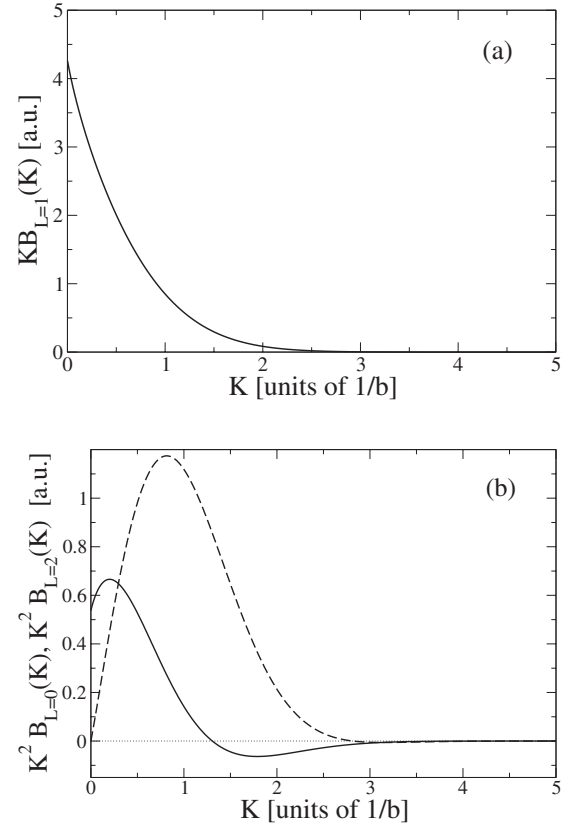 5
4
3
2
1
0
KB_{L=1}(K) [a.u.]
(a)
0 1 2 3 4 5
K [units of 1/b]
1
0.8
0.6
0.4
0.2
0
K^2 B_{L=0}(K), K^2 B_{L=2}(K) [a.u.]
(b)
0 1 2 3 4 5
K [units of 1/b]